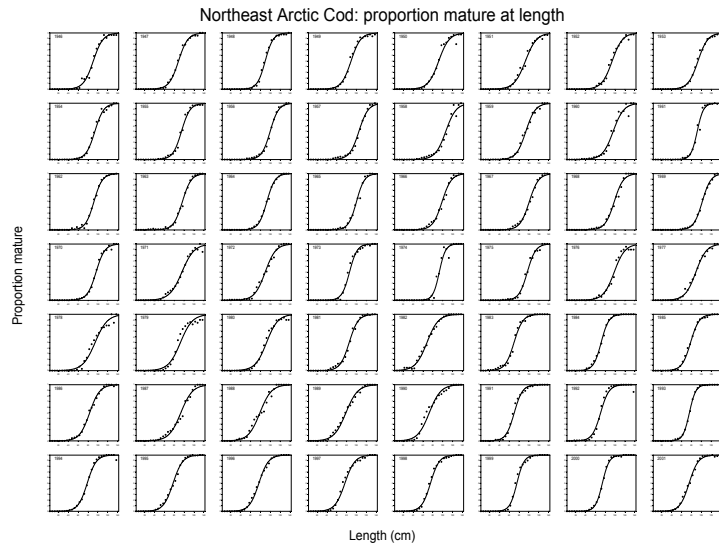 Northeast Arctic Cod: proportion mature at length
1946 1947 1948 1949 1950 1951 1952 1953
1954 1955 1956 1957 1958 1959 1960 1961
1962 1963 1964 1965 1966 1967 1968 1969
1970 1971 1972 1973 1974 1975 1976 1977
1978 1979 1980 1981 1982 1983 1984 1985
1986 1987 1988 1989 1990 1991 1992 1993
1994 1995 1996 1997 1998 1999 2000 2001
Proportion mature
Length (cm)